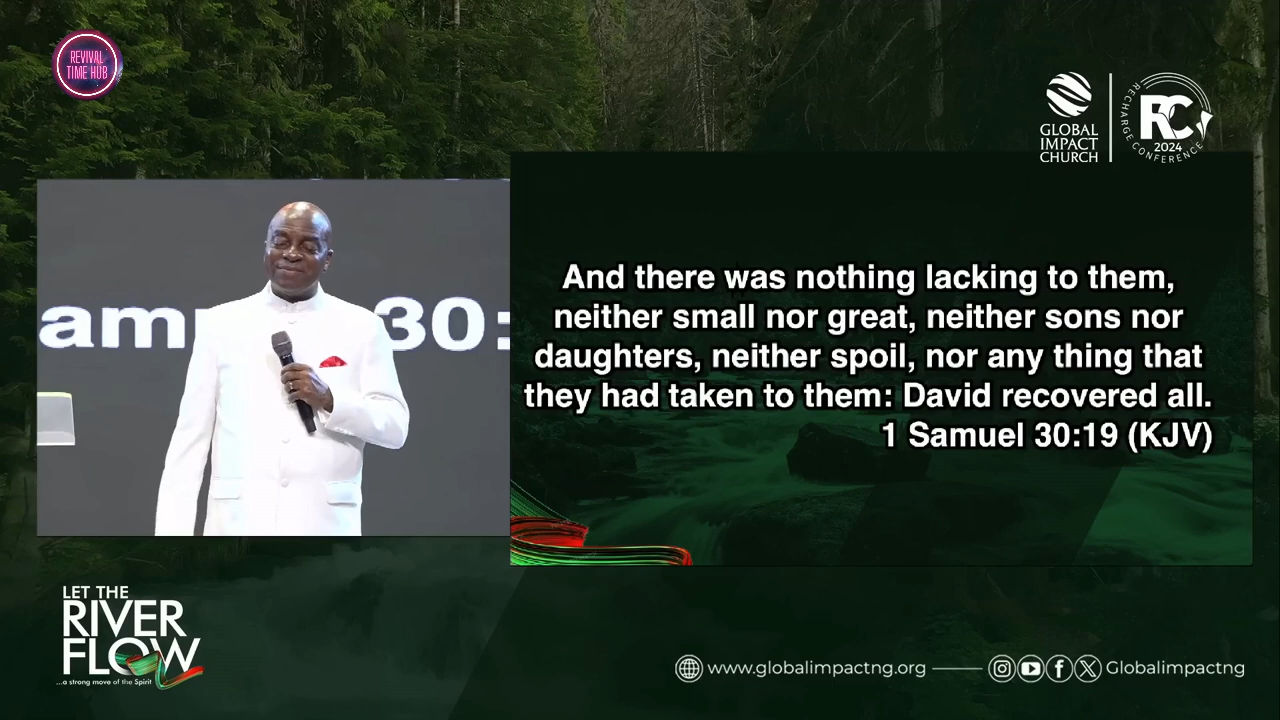 REVIVAL
TIME HUB
GLOBAL
IMPACT
CHURCH
RECHARGE CONFERENCE
RC
2024
am
30:
And there was nothing lacking to them,
neither small nor great, neither sons nor
daughters, neither spoil, nor any thing that
they had taken to them: David recovered all.
1 Samuel 30:19 (KJV)
LET THE
RIVER
FLOW
...a strong move of the Spirit
www.globalimpactng.org
Globalimpactng